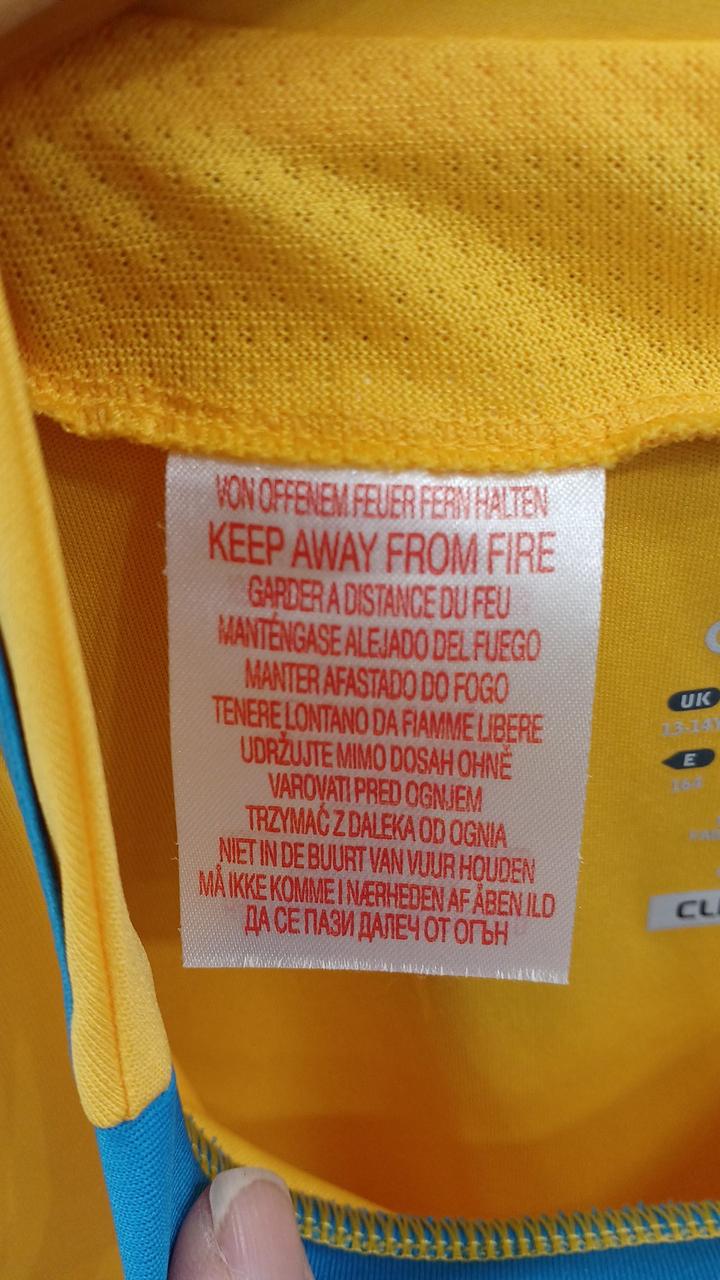 VON OFFENEM FEUER FERN HALTEN
KEEP AWAY FROM FIRE
GARDER A DISTANCE DU FEU
MANTÉNGASE ALEJADO DEL FUEGO
MANTER AFASTADO DO FOGO
TENERE LONTANO DA FIAMME LIBERE
UDRŽUJTE MIMO DOSAH OHNĚ
VAROVATI PRED OGNJEM
TRZYMAĆ Z DALEKA OD OGNIA
NIET IN DE BUURT VAN VUUR HOUDEN
MÅ IKKE KOMME I NÆRHEDEN AF ÅBEN ILD
ДА СЕ ПАЗИ ДАЛЕЧ ОТ ОГЪН
UK
E
164